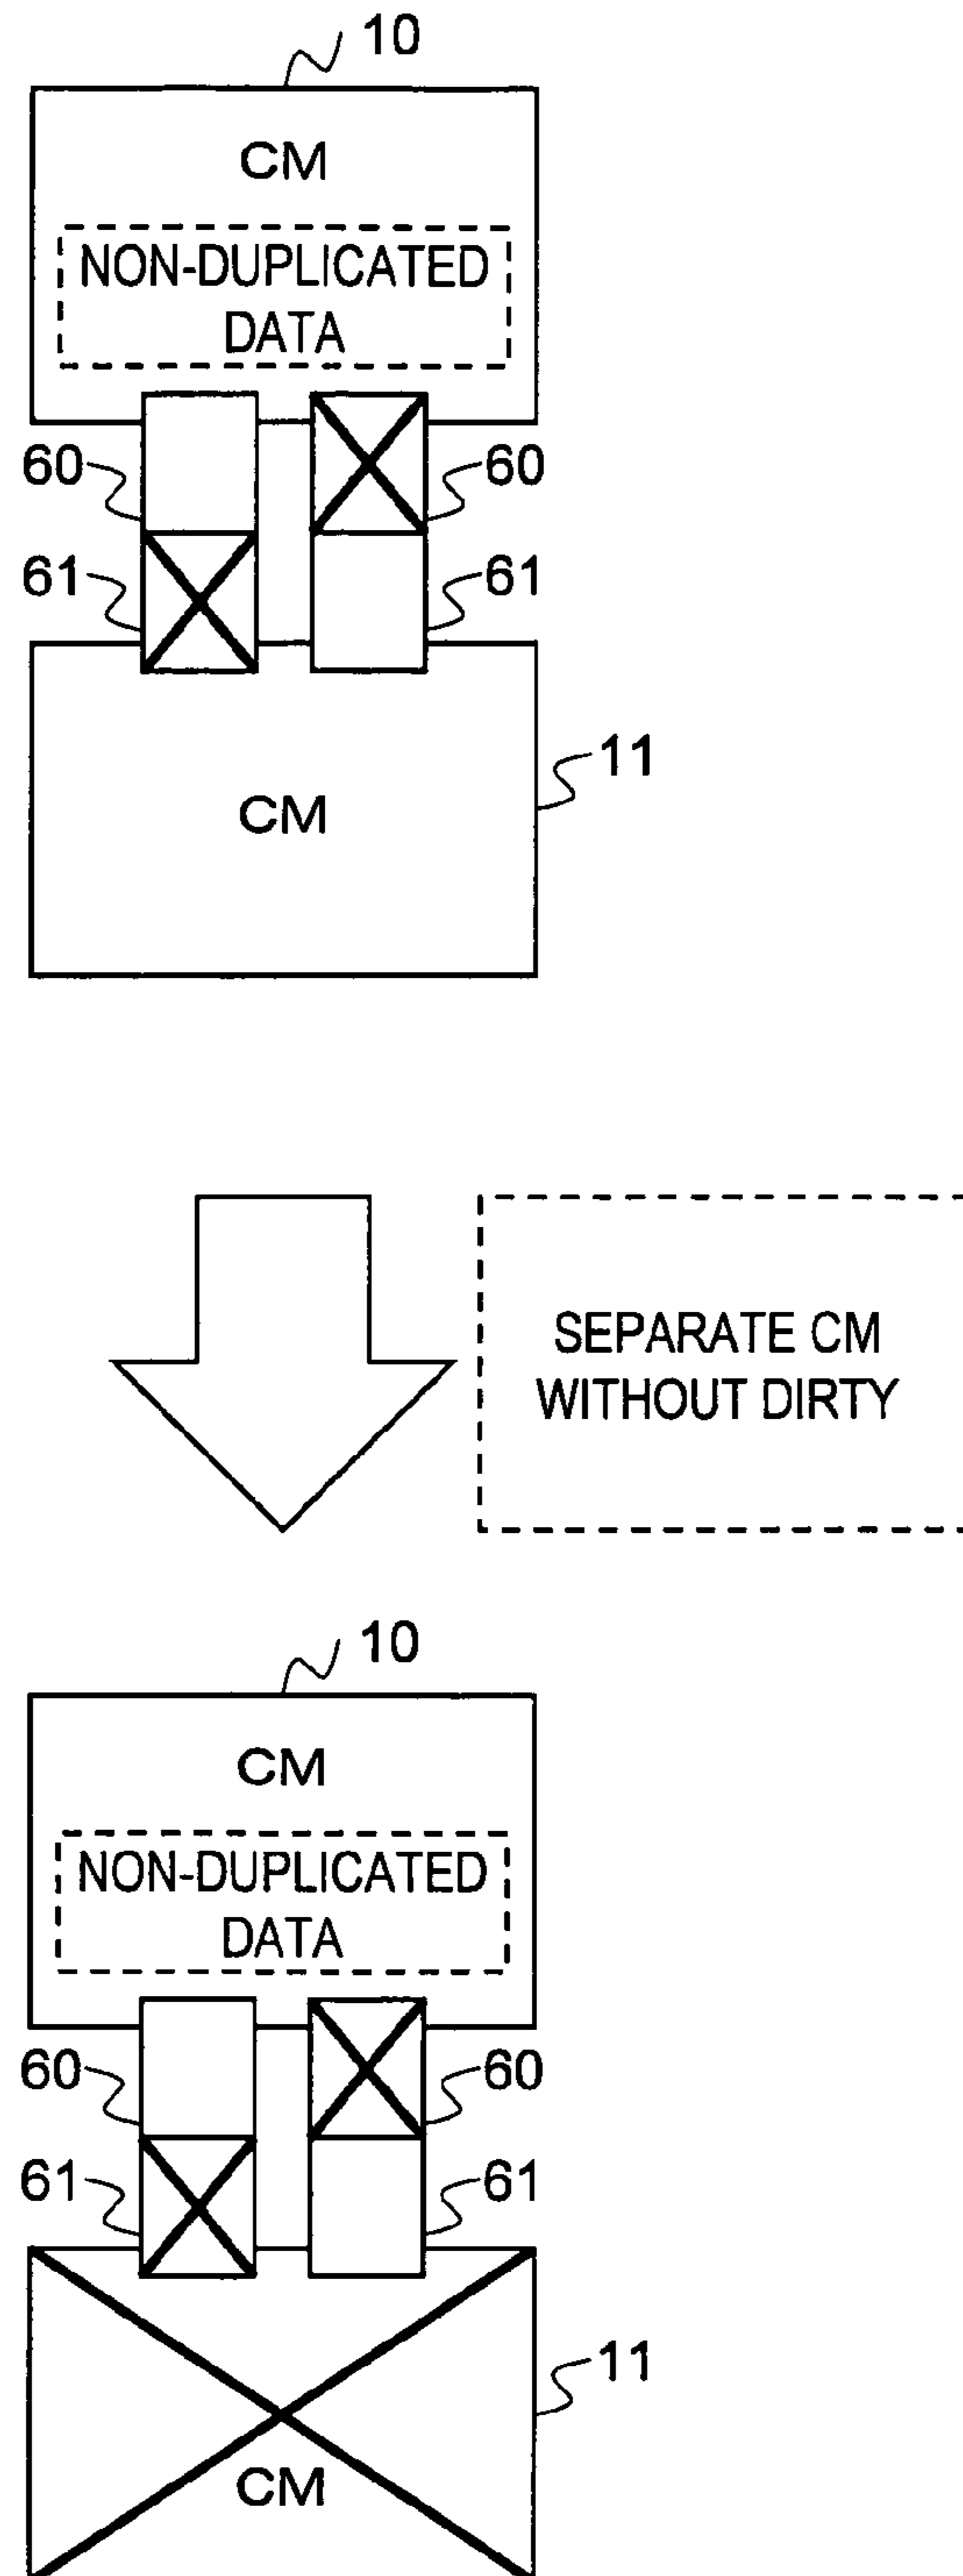 10
CM
NON-DUPLICATED
DATA
60 60
61 61
11
CM
SEPARATE CM
WITHOUT DIRTY
10
CM
NON-DUPLICATED
DATA
60 60
61 61
11
CM